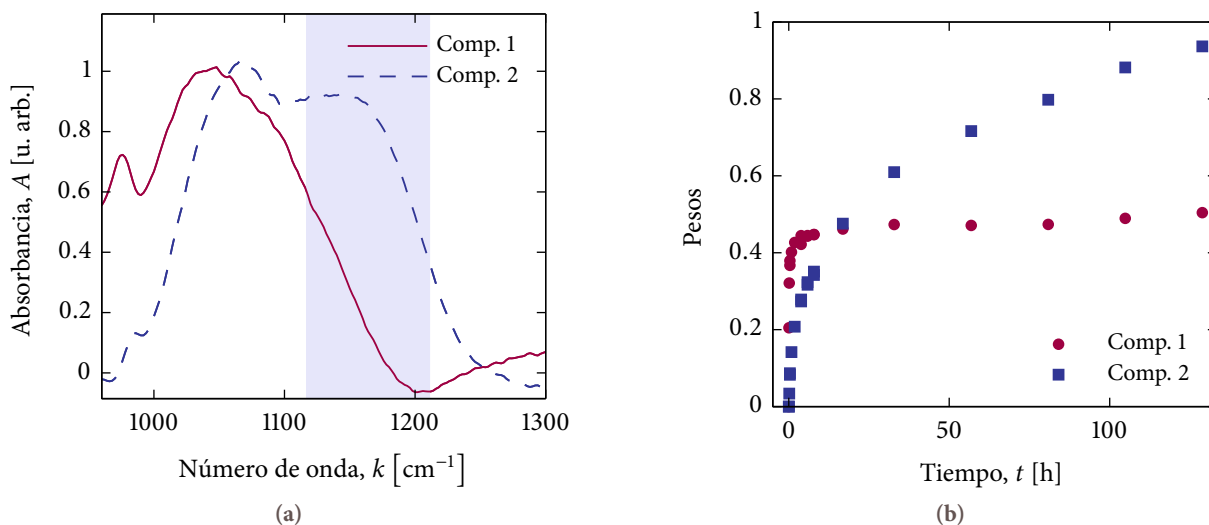 Absorbancia, A [u. arb.]
1
0.8
0.6
0.4
0.2
0
1000
1100
1200
1300
Número de onda, k [cm⁻¹]
Comp. 1
Comp. 2
(a)
Pesos
1
0.8
0.6
0.4
0.2
0
0
50
100
Tiempo, t [h]
Comp. 1
Comp. 2
(b)